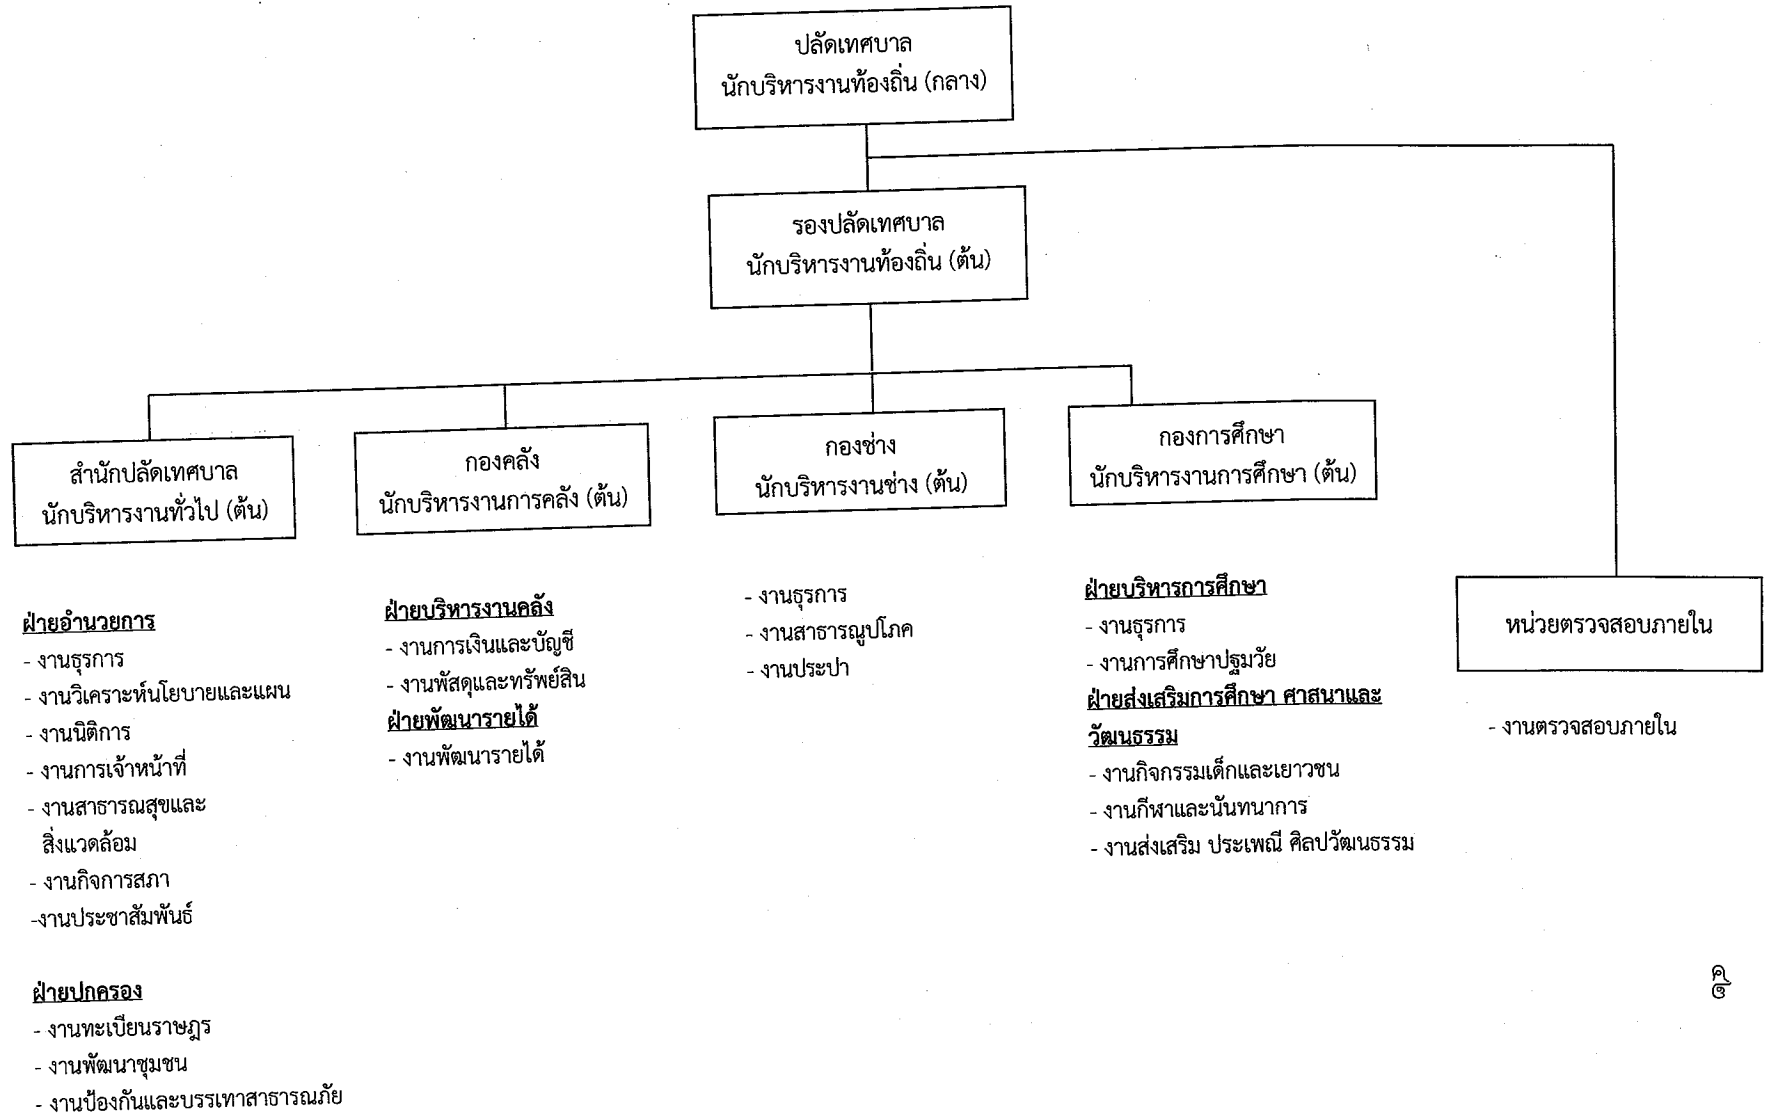 ปลัดเทศบาล
นักบริหารงานท้องถิ่น (กลาง)
รองปลัดเทศบาล
นักบริหารงานท้องถิ่น (ต้น)
สำนักปลัดเทศบาล
นักบริหารงานทั่วไป (ต้น)
กองคลัง
นักบริหารงานการคลัง (ต้น)
กองช่าง
นักบริหารงานช่าง (ต้น)
กองการศึกษา
นักบริหารงานการศึกษา (ต้น)
หน่วยตรวจสอบภายใน
ฝ่ายอำนวยการ
- งานธุรการ
- งานวิเคราะห์นโยบายและแผน
- งานนิติการ
- งานการเจ้าหน้าที่
- งานสาธารณสุขและ
สิ่งแวดล้อม
- งานกิจการสภา
-งานประชาสัมพันธ์
ฝ่ายปกครอง
- งานทะเบียนราษฎร
- งานพัฒนาชุมชน
- งานป้องกันและบรรเทาสาธารณภัย
ฝ่ายบริหารงานคลัง
- งานการเงินและบัญชี
- งานพัสดุและทรัพย์สิน
ฝ่ายพัฒนารายได้
- งานพัฒนารายได้
- งานธุรการ
- งานสาธารณูปโภค
- งานประปา
ฝ่ายบริหารการศึกษา
- งานธุรการ
- งานการศึกษาปฐมวัย
ฝ่ายส่งเสริมการศึกษา ศาสนาและ
วัฒนธรรม
- งานกิจกรรมเด็กและเยาวชน
- งานกีฬาและนันทนาการ
- งานส่งเสริม ประเพณี ศิลปวัฒนธรรม
- งานตรวจสอบภายใน